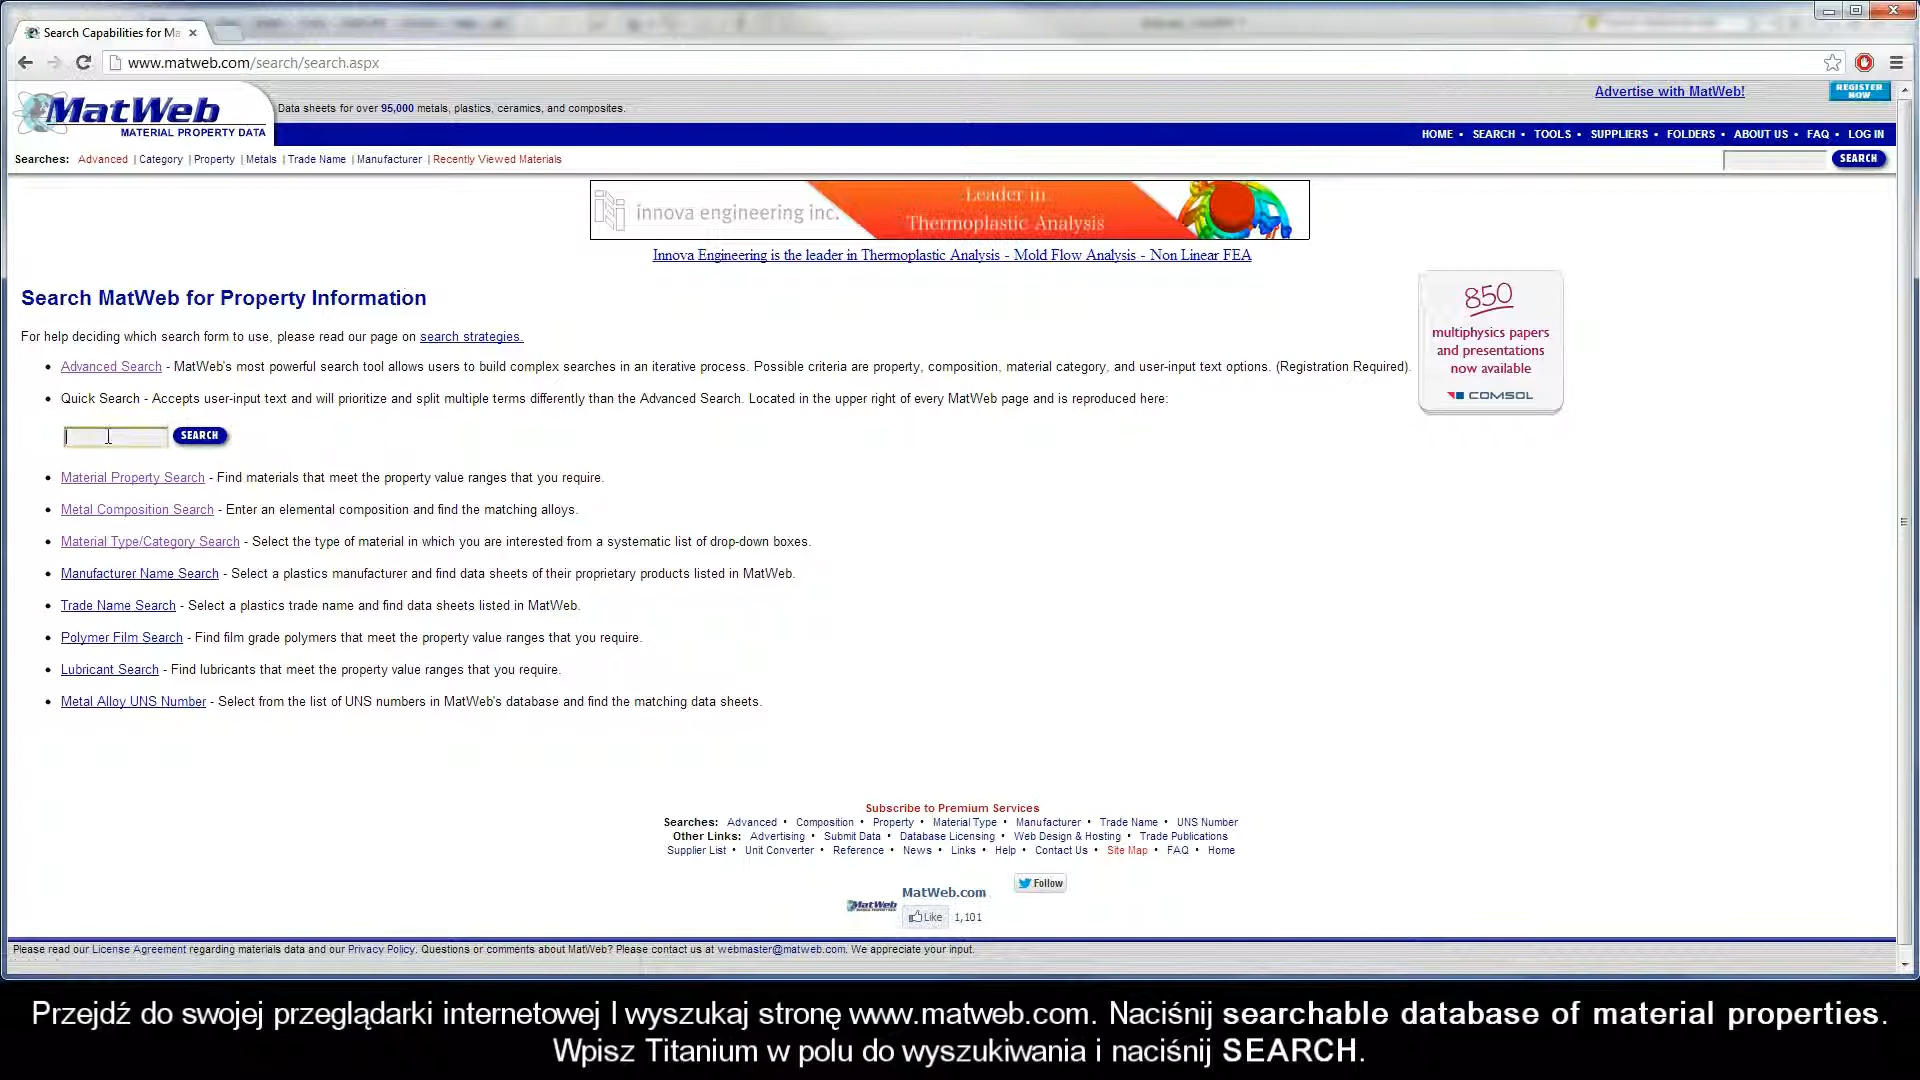 Search Capabilities for Ma
www.matweb.com/search/search.aspx
MatWeb
MATERIAL PROPERTY DATA
Data sheets for over 95,000 metals, plastics, ceramics, and composites.
Advertise with MatWeb!
REGISTER NOW
HOME • SEARCH • TOOLS • SUPPLIERS • FOLDERS • ABOUT US • FAQ • LOG IN
Searches: Advanced | Category | Property | Metals | Trade Name | Manufacturer | Recently Viewed Materials
SEARCH
innova engineering inc.
Leader in
Thermoplastic Analysis
Innova Engineering is the leader in Thermoplastic Analysis - Mold Flow Analysis - Non Linear FEA
Search MatWeb for Property Information
850
multiphysics papers
and presentations
now available
COMSOL
For help deciding which search form to use, please read our page on search strategies.
• Advanced Search - MatWeb's most powerful search tool allows users to build complex searches in an iterative process. Possible criteria are property, composition, material category, and user-input text options. (Registration Required).
• Quick Search - Accepts user-input text and will prioritize and split multiple terms differently than the Advanced Search. Located in the upper right of every MatWeb page and is reproduced here:
SEARCH
• Material Property Search - Find materials that meet the property value ranges that you require.
• Metal Composition Search - Enter an elemental composition and find the matching alloys.
• Material Type/Category Search - Select the type of material in which you are interested from a systematic list of drop-down boxes.
• Manufacturer Name Search - Select a plastics manufacturer and find data sheets of their proprietary products listed in MatWeb.
• Trade Name Search - Select a plastics trade name and find data sheets listed in MatWeb.
• Polymer Film Search - Find film grade polymers that meet the property value ranges that you require.
• Lubricant Search - Find lubricants that meet the property value ranges that you require.
• Metal Alloy UNS Number - Select from the list of UNS numbers in MatWeb's database and find the matching data sheets.
Subscribe to Premium Services
Searches: Advanced • Composition • Property • Material Type • Manufacturer • Trade Name • UNS Number
Other Links: Advertising • Submit Data • Database Licensing • Web Design & Hosting • Trade Publications
Supplier List • Unit Converter • Reference • News • Links • Help • Contact Us • Site Map • FAQ • Home
Follow
MatWeb.com
MatWeb
Like 1,101
Please read our License Agreement regarding materials data and our Privacy Policy. Questions or comments about MatWeb? Please contact us at webmaster@matweb.com. We appreciate your input.
Przejdź do swojej przeglądarki internetowej I wyszukaj stronę www.matweb.com. Naciśnij searchable database of material properties.
Wpisz Titanium w polu do wyszukiwania i naciśnij SEARCH.